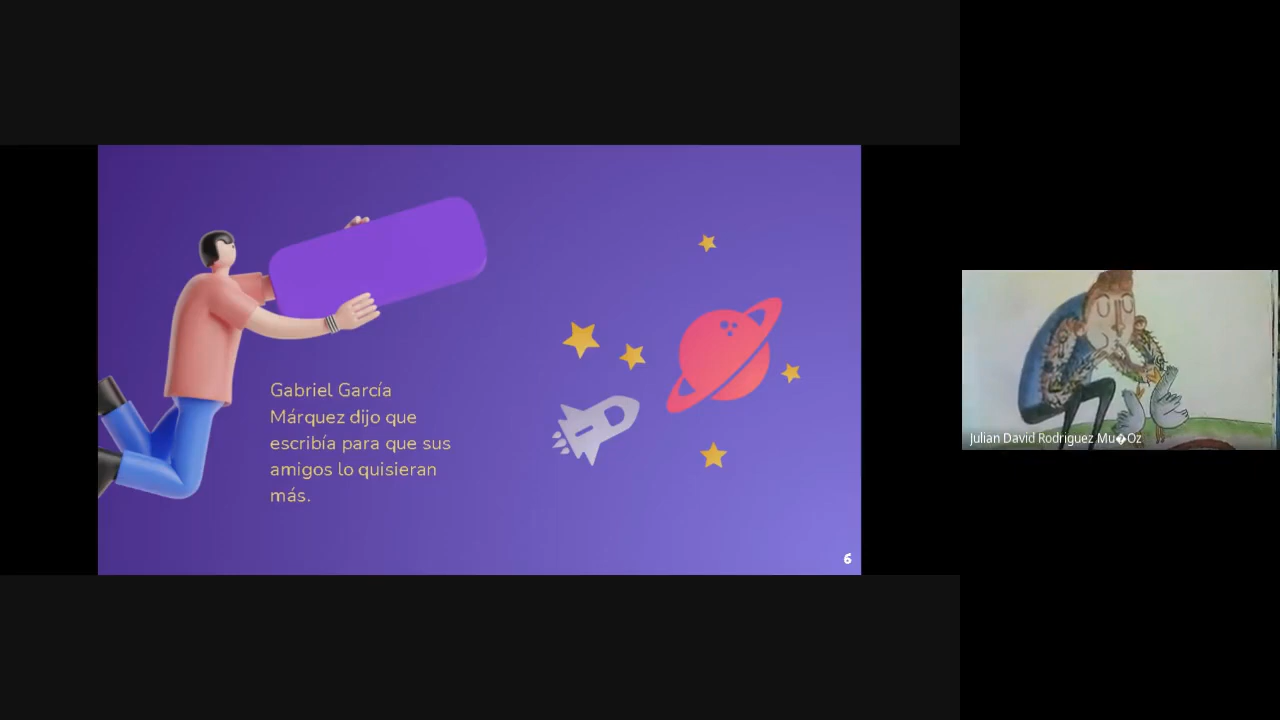 Gabriel García
Márquez dijo que
escribía para que sus
amigos lo quisieran
más.
6
Julian David Rodriguez Mu�Oz